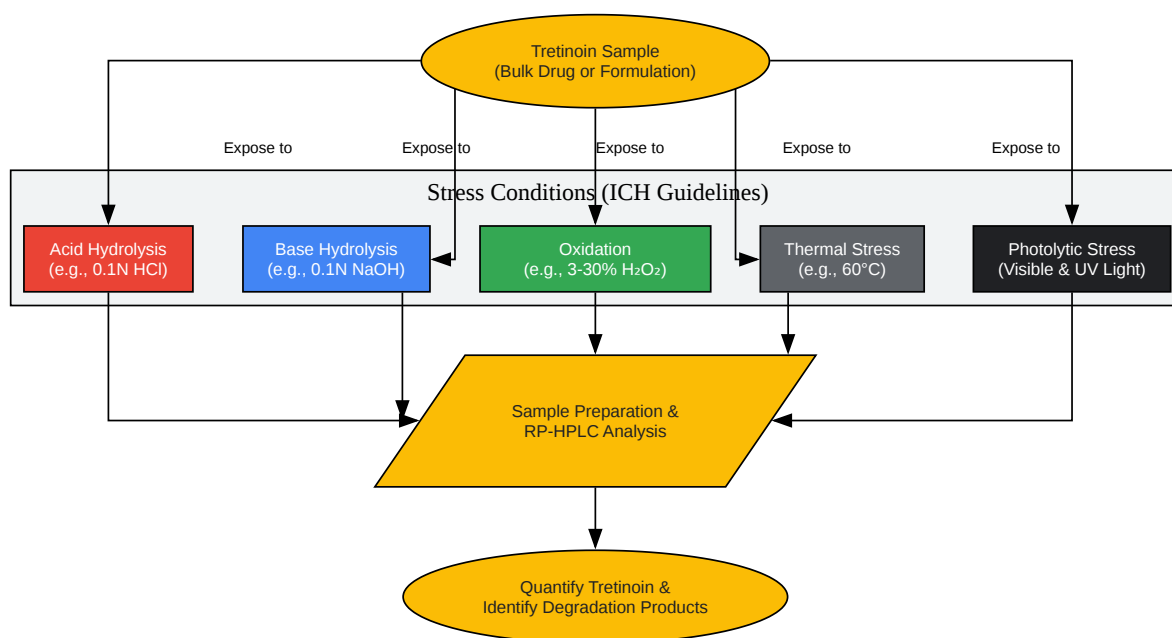 Tretinoin Sample
(Bulk Drug or Formulation)
Expose to
Expose to
Expose to
Expose to
Expose to
Stress Conditions (ICH Guidelines)
Acid Hydrolysis
(e.g., 0.1N HCl)
Base Hydrolysis
(e.g., 0.1N NaOH)
Oxidation
(e.g., 3-30% H₂O₂)
Thermal Stress
(e.g., 60°C)
Photolytic Stress
(Visible & UV Light)
Sample Preparation &
RP-HPLC Analysis
Quantify Tretinoin &
Identify Degradation Products